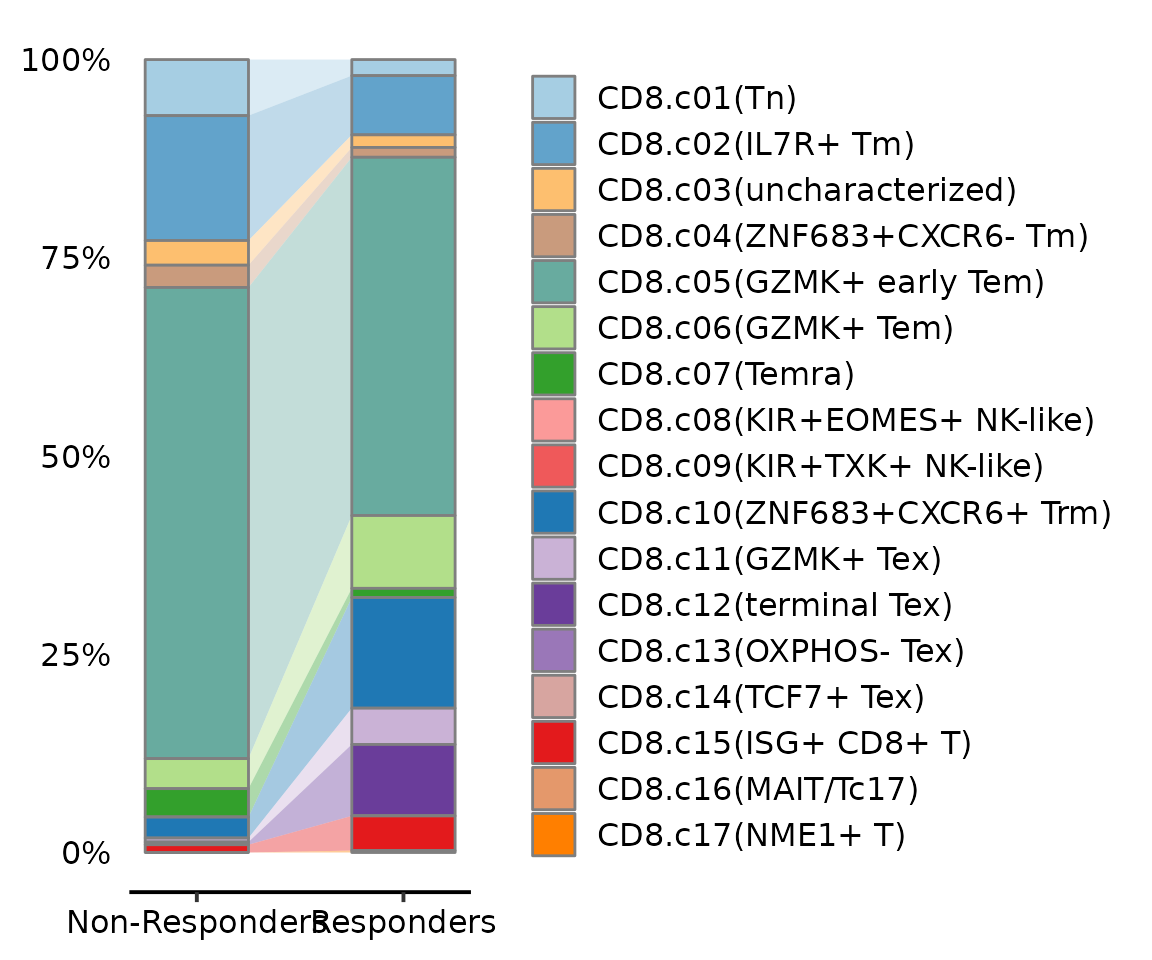 100%
75%
50%
25%
0%
Non-Responders
Responders
CD8.c01(Tn)
CD8.c02(IL7R+ Tm)
CD8.c03(uncharacterized)
CD8.c04(ZNF683+CXCR6- Tm)
CD8.c05(GZMK+ early Tem)
CD8.c06(GZMK+ Tem)
CD8.c07(Temra)
CD8.c08(KIR+EOMES+ NK-like)
CD8.c09(KIR+TXK+ NK-like)
CD8.c10(ZNF683+CXCR6+ Trm)
CD8.c11(GZMK+ Tex)
CD8.c12(terminal Tex)
CD8.c13(OXPHOS- Tex)
CD8.c14(TCF7+ Tex)
CD8.c15(ISG+ CD8+ T)
CD8.c16(MAIT/Tc17)
CD8.c17(NME1+ T)